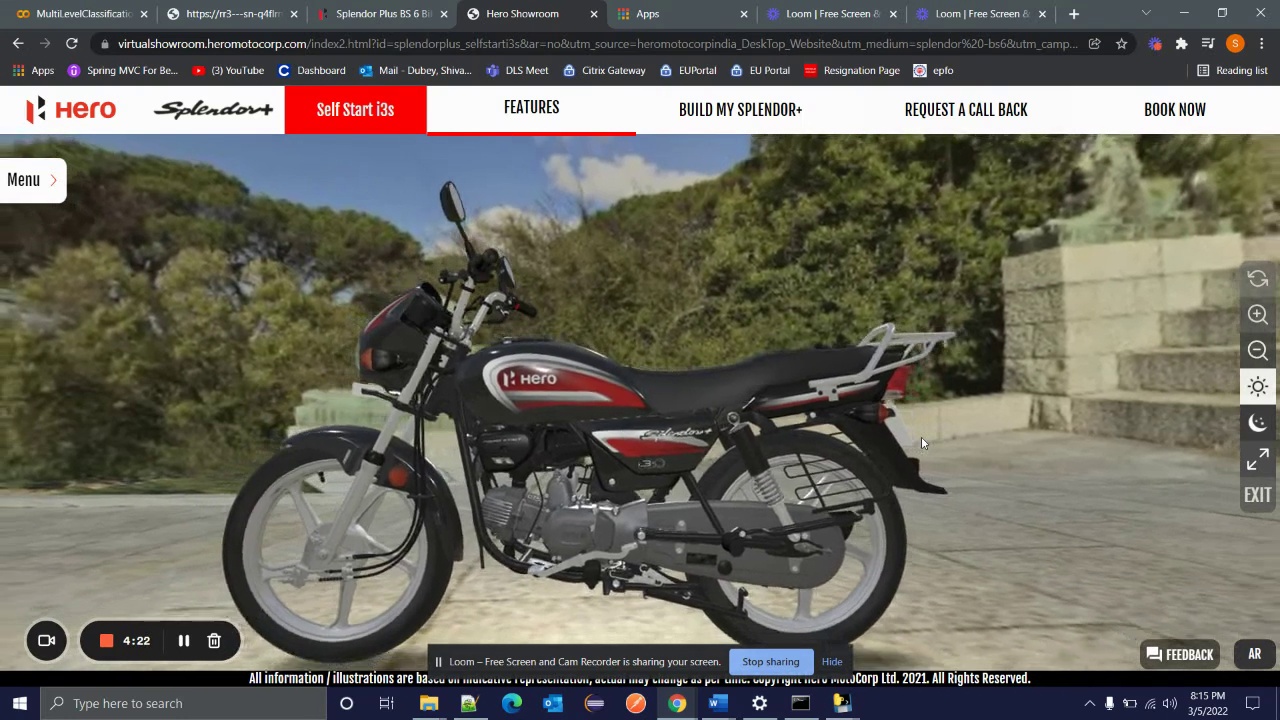 MultiLevelClassificatio
https://rr3---sn-q4flrn
Splendor Plus BS 6 Bi
Hero Showroom
Apps
Loom | Free Screen &
Loom | Free Screen &
virtualshowroom.heromotocorp.com/index2.html?id=splendorplus_selfstarti3s&at=no&utm_source=heromotocorpindia_DeskTop_Website&utm_medium=splendor%20-bs6&utm_camp...
Apps
Spring MVC For Be...
(3) YouTube
Dashboard
Mail - Dubey, Shiva...
DLS Meet
Citrix Gateway
EUPortal
EU Portal
Resignation Page
epfo
Reading list
Hero
Splendor+
Self Start i3s
FEATURES
BUILD MY SPLENDOR+
REQUEST A CALL BACK
BOOK NOW
Menu
Hero
Splendor+
i3S
EXIT
4:22
Loom – Free Screen and Cam Recorder is sharing your screen.
Stop sharing
Hide
FEEDBACK
AR
All information / illustrations are based on indicative representation, actual may change as per time. Copyright Hero MotoCorp Ltd. 2021. All Rights Reserved.
Type here to search
8:15 PM
3/5/2022